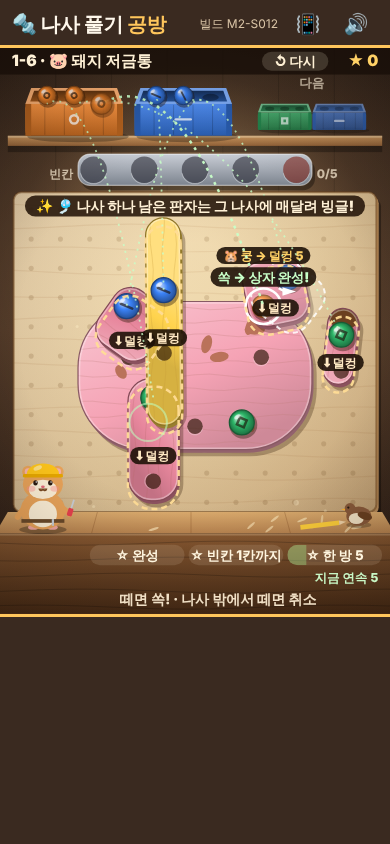 나사 풀기 공방
빌드 M2-S012
1-6 · 돼지 저금통
다시
★ 0
다음
빈칸
0/5
나사 하나 남은 판자는 그 나사에 매달려 빙글!
쿵 → 덜컹 5
쏙 → 상자 완성!
⬇덜컹
⬇덜컹
⬇덜컹
⬇덜컹
⬇덜컹
☆ 완성
☆ 빈칸 1칸까지
☆ 한 방 5
지금 연속 5
떼면 쏙! · 나사 밖에서 떼면 취소